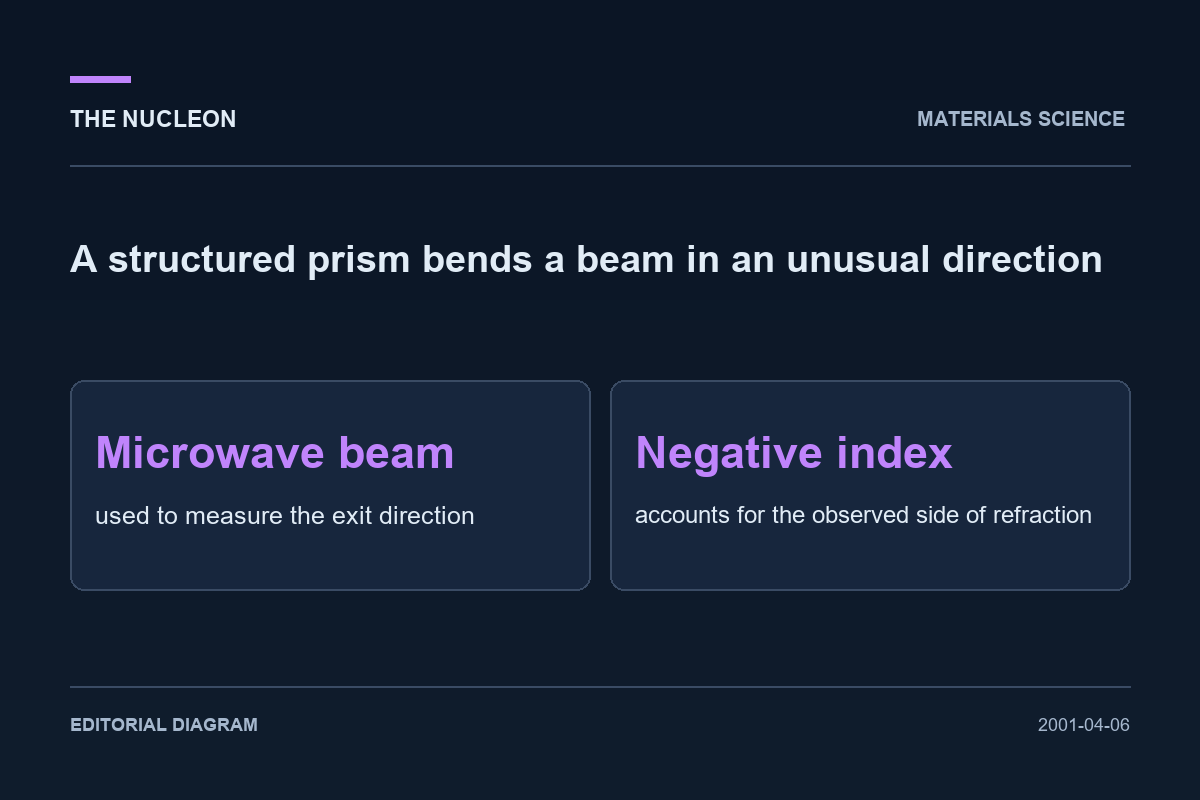 THE NUCLEON
MATERIALS SCIENCE
A structured prism bends a beam in an unusual direction
Microwave beam
used to measure the exit direction
Negative index
accounts for the observed side of refraction
EDITORIAL DIAGRAM
2001-04-06